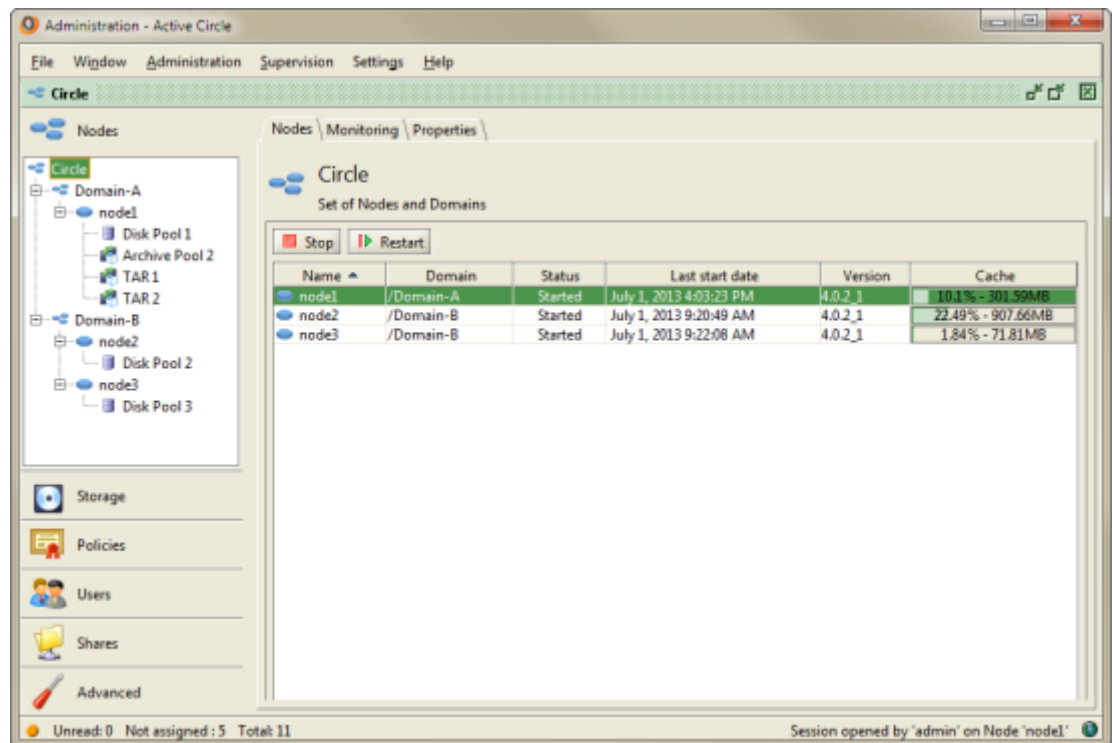 Administration - Active Circle
File Window Administration Supervision Settings Help
Circle
Nodes
Nodes Monitoring Properties
Circle
Domain-A
node1
Disk Pool 1
Archive Pool 2
TAR 1
TAR 2
Domain-B
node2
Disk Pool 2
node3
Disk Pool 3
Storage
Policies
Users
Shares
Advanced
Circle
Set of Nodes and Domains
Stop Restart
Name Domain Status Last start date Version Cache
node1 /Domain-A Started July 1, 2013 4:03:23 PM 4.0.2_1 10.1% - 301.59MB
node2 /Domain-B Started July 1, 2013 9:20:49 AM 4.0.2_1 22.49% - 907.66MB
node3 /Domain-B Started July 1, 2013 9:22:08 AM 4.0.2_1 1.84% - 71.81MB
Unread: 0 Not assigned : 5 Total: 11
Session opened by 'admin' on Node 'node1'